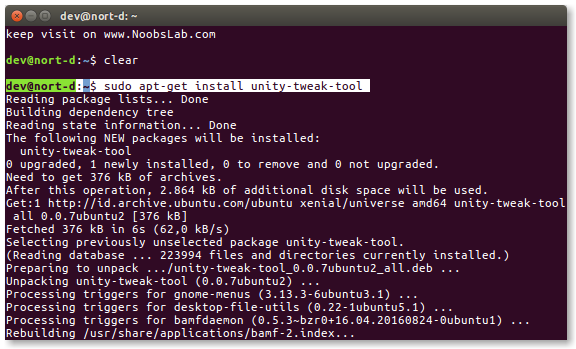 dev@nort-d: ~
keep visit on www.NoobsLab.com
dev@nort-d:~$ clear
dev@nort-d:~$ sudo apt-get install unity-tweak-tool
Reading package lists... Done
Building dependency tree
Reading state information... Done
The following NEW packages will be installed:
  unity-tweak-tool
0 upgraded, 1 newly installed, 0 to remove and 0 not upgraded.
Need to get 376 kB of archives.
After this operation, 2.864 kB of additional disk space will be used.
Get:1 http://id.archive.ubuntu.com/ubuntu xenial/universe amd64 unity-tweak-tool
 all 0.0.7ubuntu2 [376 kB]
Fetched 376 kB in 6s (62,0 kB/s)
Selecting previously unselected package unity-tweak-tool.
(Reading database ... 223994 files and directories currently installed.)
Preparing to unpack .../unity-tweak-tool_0.0.7ubuntu2_all.deb ...
Unpacking unity-tweak-tool (0.0.7ubuntu2) ...
Processing triggers for gnome-menus (3.13.3-6ubuntu3.1) ...
Processing triggers for desktop-file-utils (0.22-1ubuntu5.1) ...
Processing triggers for bamfdaemon (0.5.3~bzr0+16.04.20160824-0ubuntu1) ...
Rebuilding /usr/share/applications/bamf-2.index...